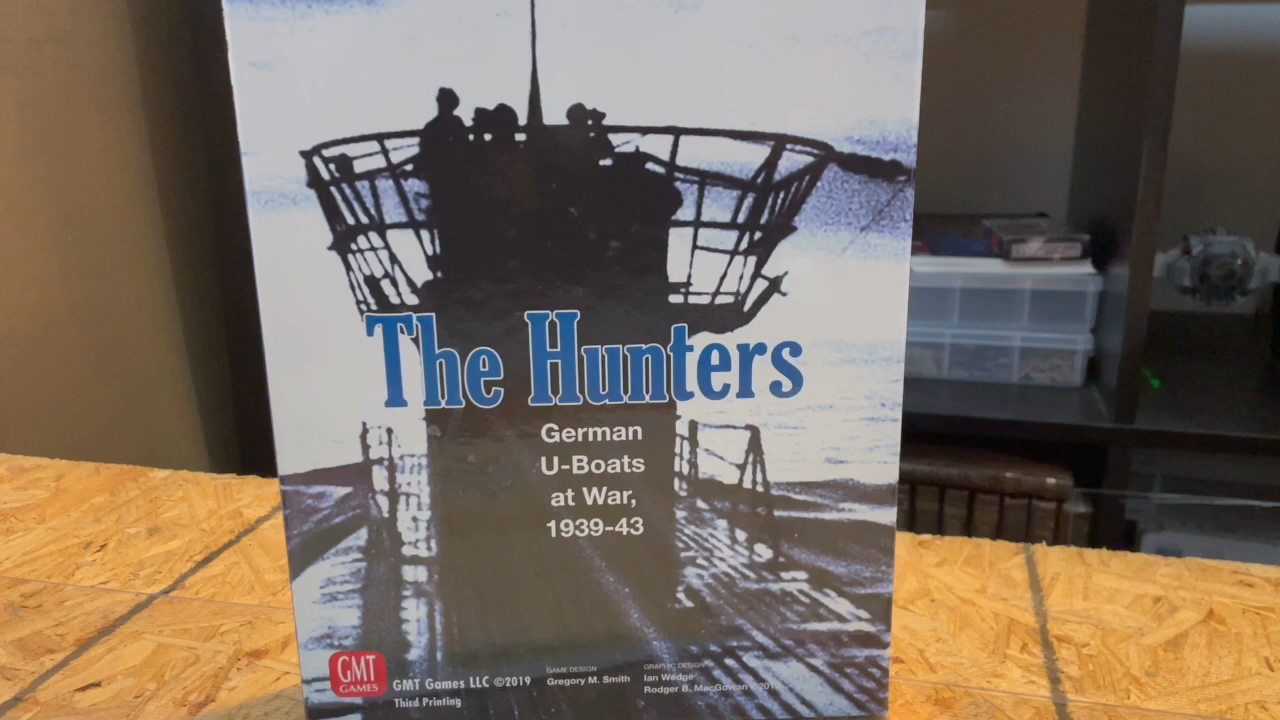 The Hunters
German
U-Boats
at War,
1939-43
GMT
GAMES
GMT Games LLC ©2019
Third Printing
GAME DESIGN
Gregory M. Smith
GRAPHIC DESIGN
Ian Wedge
Rodger B. MacGowan